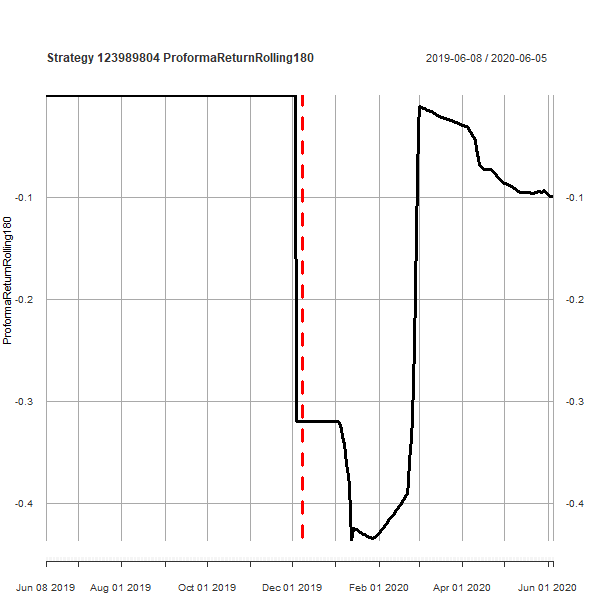 Strategy 123989804 ProformaReturnRolling180
2019-06-08 / 2020-06-05
ProformaReturnRolling180
-0.1
-0.1
-0.2
-0.2
-0.3
-0.3
-0.4
-0.4
Jun 08 2019
Aug 01 2019
Oct 01 2019
Dec 01 2019
Feb 01 2020
Apr 01 2020
Jun 01 2020